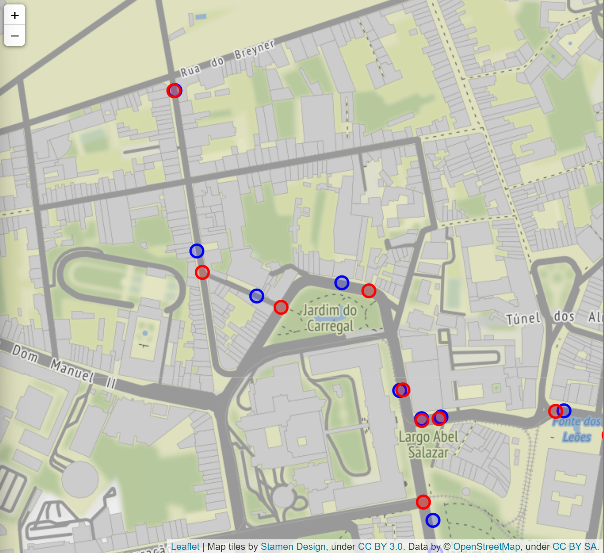 +
−
Rua do Breyner
Jardim do
Carregal
Túnel dos Al
Dom Manuel II
Fonte dos
Leões
Largo Abel
Salazar
Leaflet | Map tiles by Stamen Design, under CC BY 3.0. Data by © OpenStreetMap, under CC BY SA.